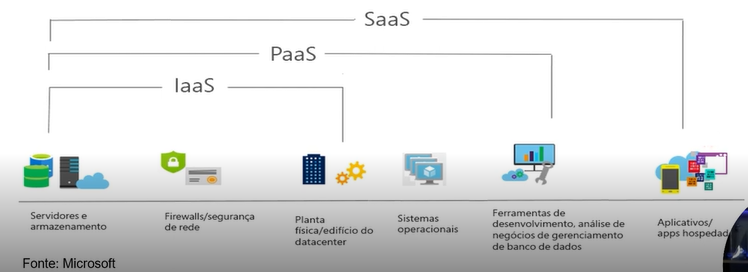 SaaS
PaaS
IaaS
Servidores e
armazenamento
Firewalls/segurança
de rede
Planta
física/edifício do
datacenter
Sistemas
operacionais
Ferramentas de
desenvolvimento, análise de
negócios de gerenciamento
de banco de dados
Aplicativos/
apps hospedad
Fonte: Microsoft